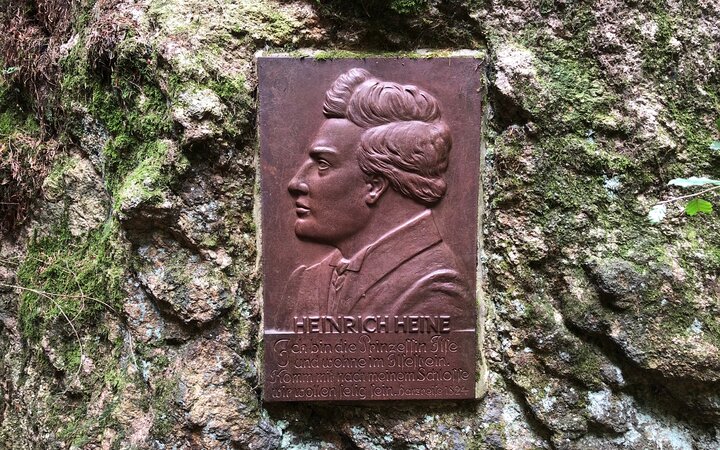 HEINRICH HEINE
Ich bin die Prinzessin Ilse
und wohne im Ilsestein.
Komm mit nach meinem Schlosse
wir wollen selig sein.